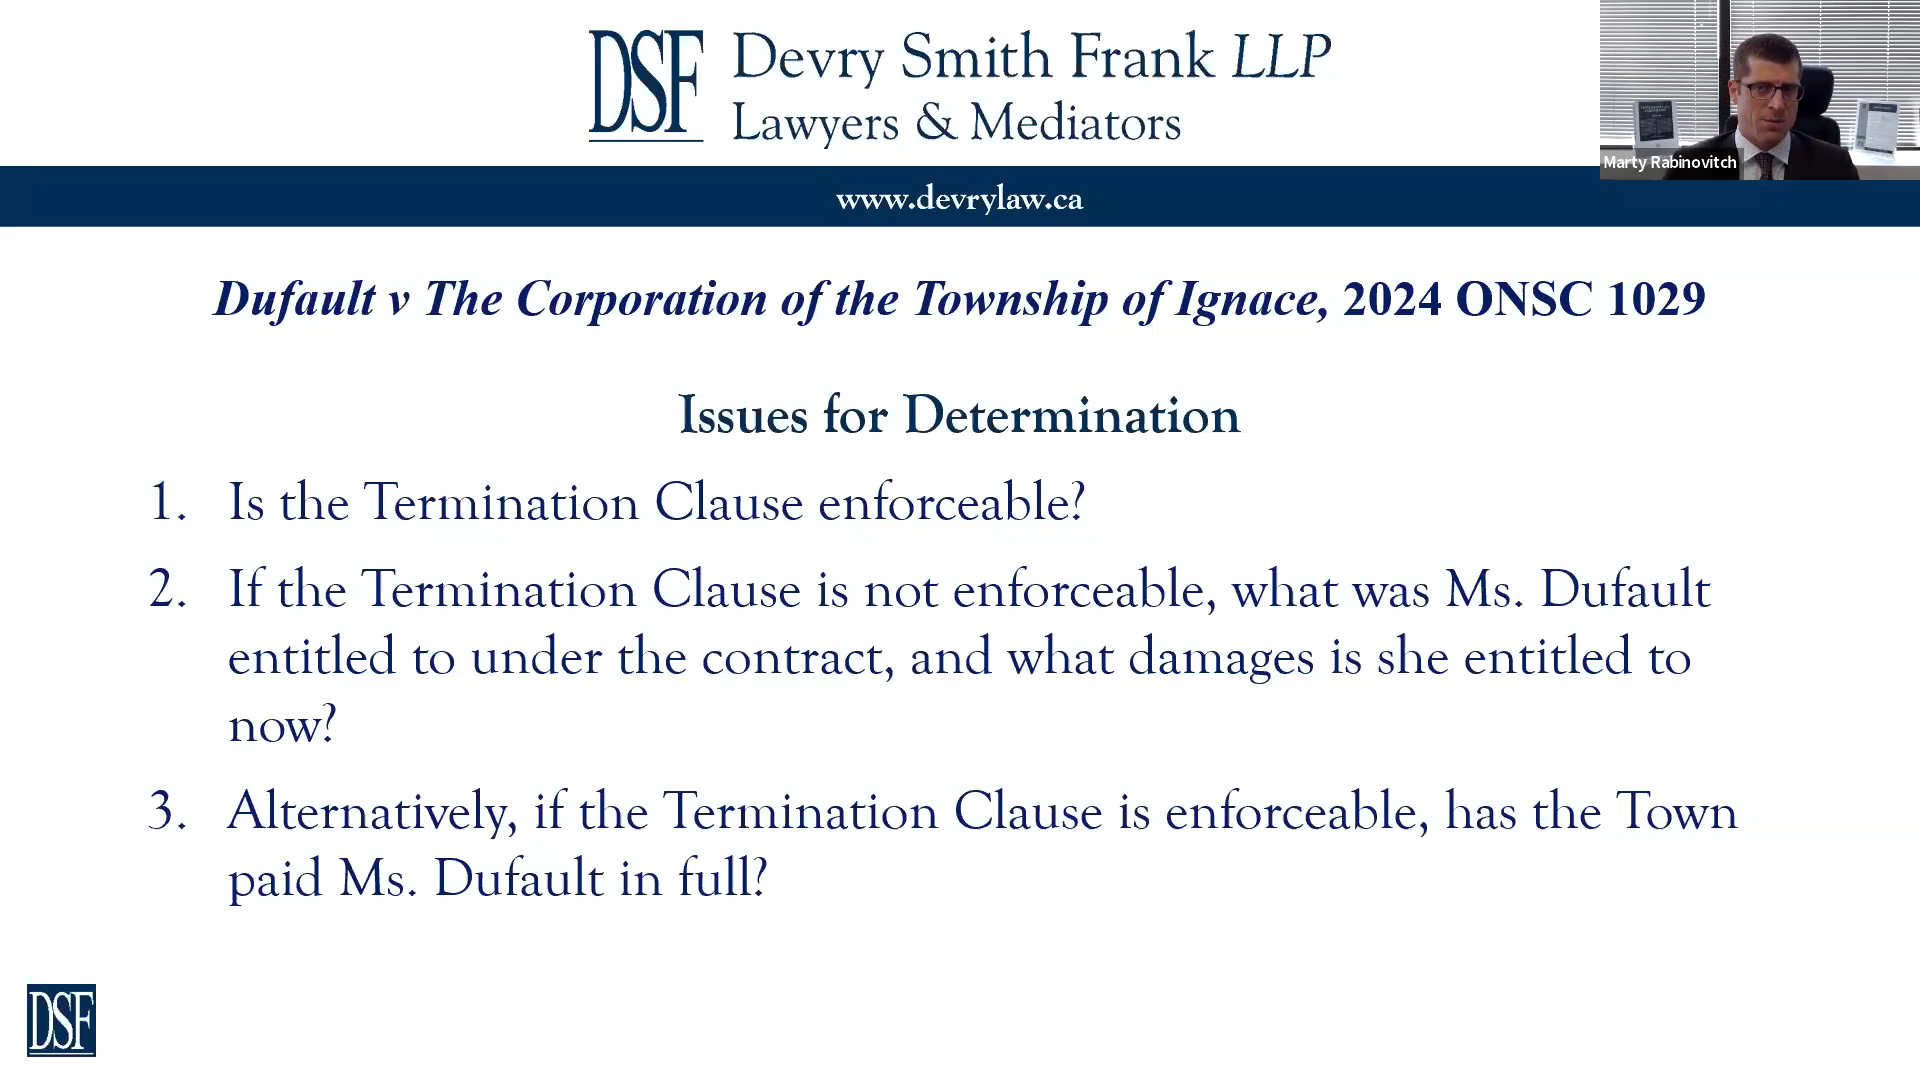 DSF
Devry Smith Frank LLP
Lawyers & Mediators
Marty Rabinovitch
www.devrylaw.ca
Dufault v The Corporation of the Township of Ignace, 2024 ONSC 1029
Issues for Determination
1. Is the Termination Clause enforceable?
2. If the Termination Clause is not enforceable, what was Ms. Dufault
entitled to under the contract, and what damages is she entitled to
now?
3. Alternatively, if the Termination Clause is enforceable, has the Town
paid Ms. Dufault in full?
DSF